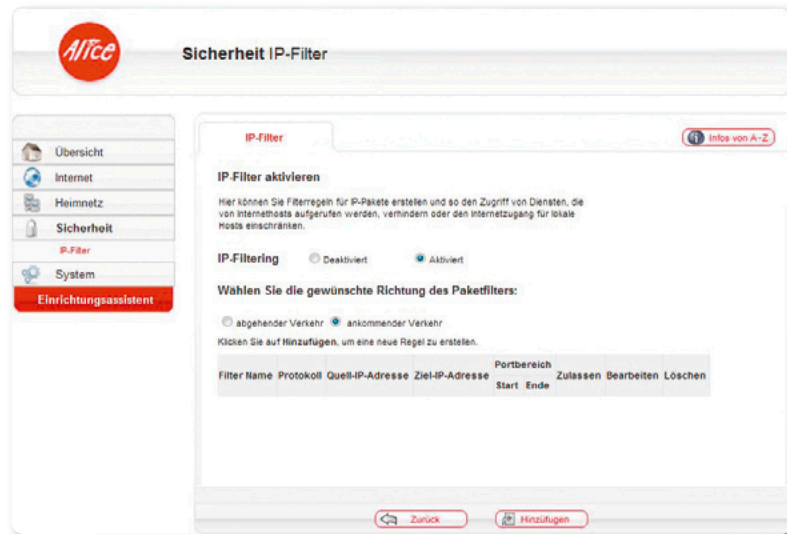 Alice
Sicherheit IP-Filter
IP-Filter
Infos von A-Z
Übersicht
Internet
Heimnetz
Sicherheit
IP-Filter
System
Einrichtungsassistent
IP-Filter aktivieren
Hier können Sie Filterregeln für IP-Pakete erstellen und so den Zugriff von Diensten, die
von Internethosts aufgerufen werden, verhindern oder den Internetzugang für lokale
Hosts einschränken.
IP-Filtering Deaktiviert Aktiviert
Wählen Sie die gewünschte Richtung des Paketfilters:
abgehender Verkehr ankommender Verkehr
Klicken Sie auf Hinzufügen, um eine neue Regel zu erstellen.
Filter Name Protokoll Quell-IP-Adresse Ziel-IP-Adresse Portbereich Zulassen Bearbeiten Löschen
Start Ende
Zurück Hinzufügen